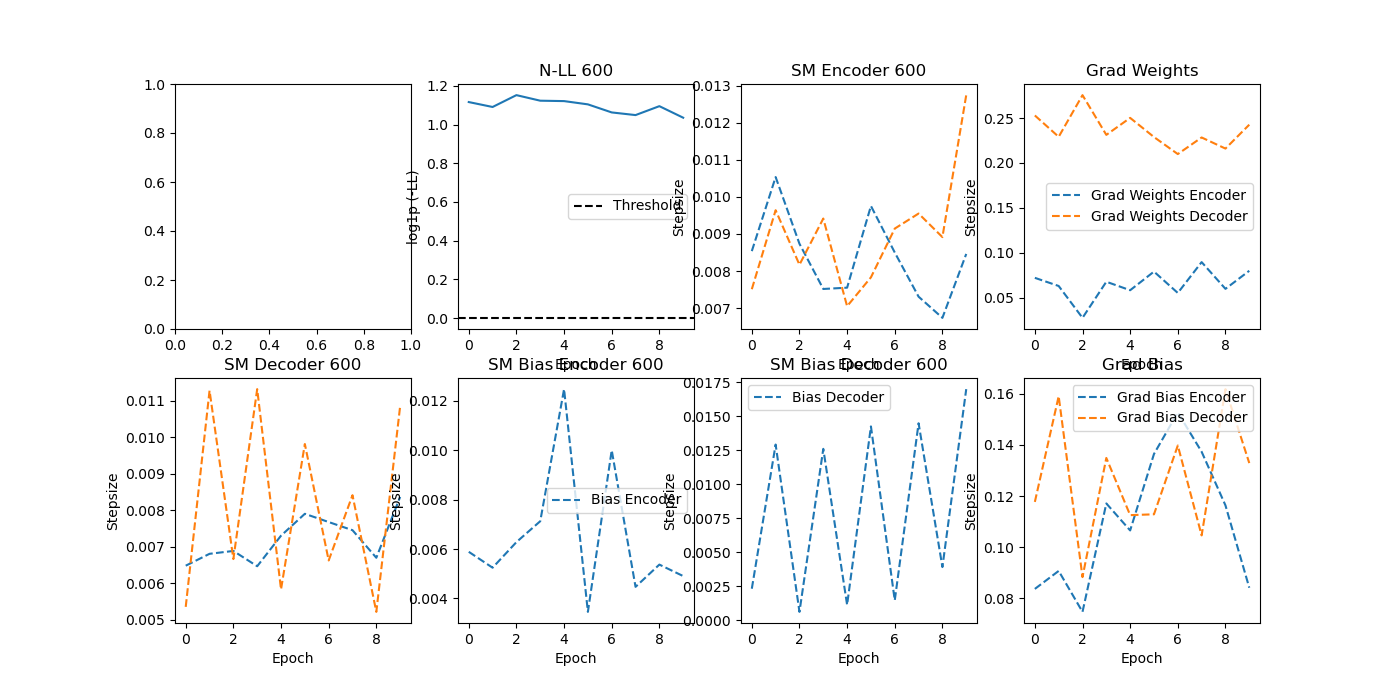 N-LL 600
SM Encoder 600
Grad Weights
1.0
0.8
0.6
0.4
0.2
0.0
0.0 0.2 0.4 0.6 0.8 1.0
log1p (-LL)
1.2
1.0
0.8
0.6
0.4
0.2
0.0
Threshold
0 2 4 6 8
Epoch
Stepsize
0.013
0.012
0.011
0.010
0.009
0.008
0.007
0 2 4 6 8
Epoch
Stepsize
0.25
0.20
0.15
0.10
0.05
Grad Weights Encoder
Grad Weights Decoder
0 2 4 6 8
Epoch
SM Decoder 600
SM Bias Encoder 600
SM Bias Decoder 600
Grad Bias
Stepsize
0.011
0.010
0.009
0.008
0.007
0.006
0.005
0 2 4 6 8
Epoch
Stepsize
0.012
0.010
0.008
0.006
0.004
Bias Encoder
0 2 4 6 8
Epoch
Stepsize
0.0175
0.0150
0.0125
0.0100
0.0075
0.0050
0.0025
0.0000
Bias Decoder
0 2 4 6 8
Epoch
Stepsize
0.16
0.14
0.12
0.10
0.08
Grad Bias Encoder
Grad Bias Decoder
0 2 4 6 8
Epoch